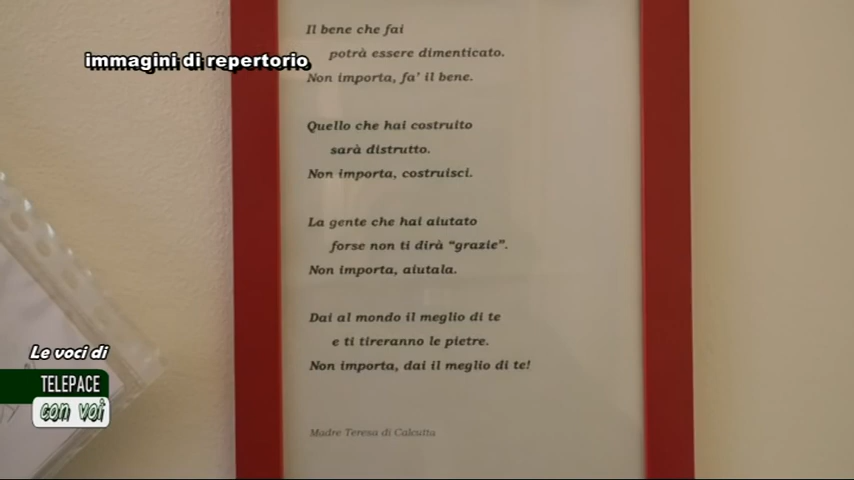 immagini di repertorio
Il bene che fai
potrà essere dimenticato.
Non importa, fa' il bene.
Quello che hai costruito
sarà distrutto.
Non importa, costruisci.
La gente che hai aiutato
forse non ti dirà “grazie”.
Non importa, aiutala.
Dai al mondo il meglio di te
e ti tireranno le pietre.
Non importa, dai il meglio di te!
Madre Teresa di Calcutta
Le voci di
TELEPACE
con voi